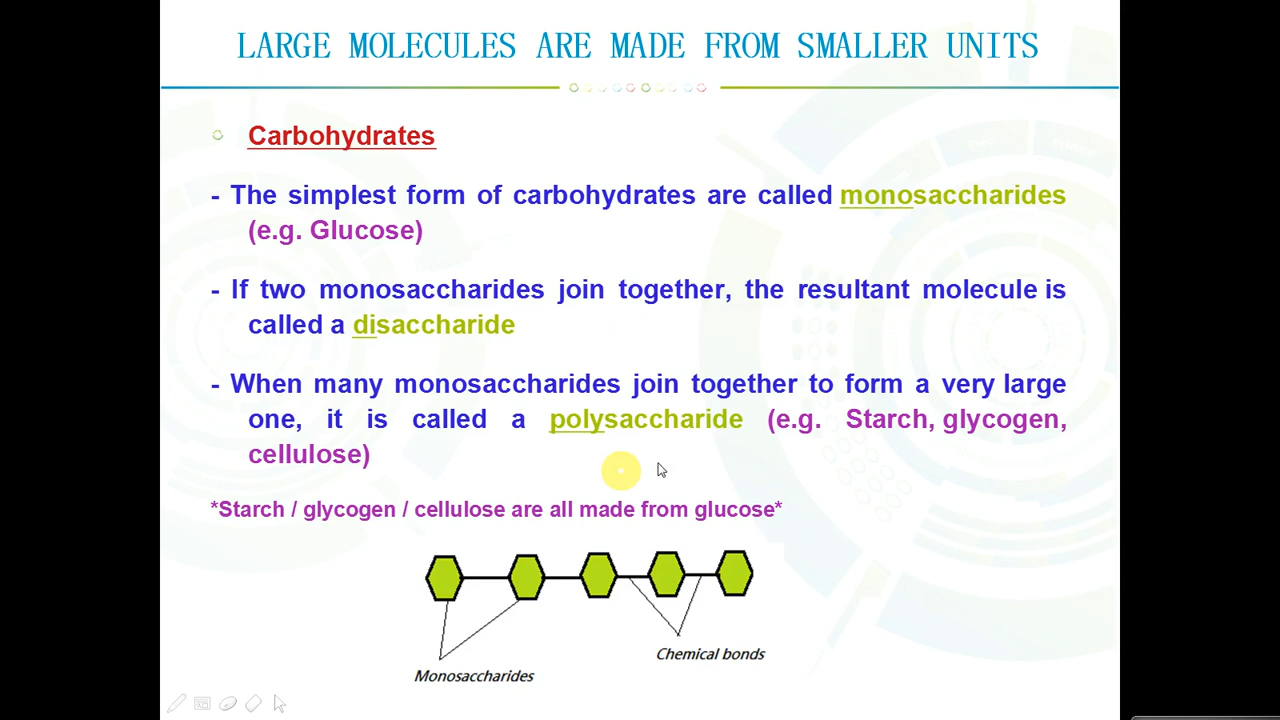 LARGE MOLECULES ARE MADE FROM SMALLER UNITS
Carbohydrates
- The simplest form of carbohydrates are called monosaccharides
(e.g. Glucose)
- If two monosaccharides join together, the resultant molecule is
called a disaccharide
- When many monosaccharides join together to form a very large
one, it is called a polysaccharide (e.g. Starch, glycogen,
cellulose)
*Starch / glycogen / cellulose are all made from glucose*
Chemical bonds
Monosaccharides